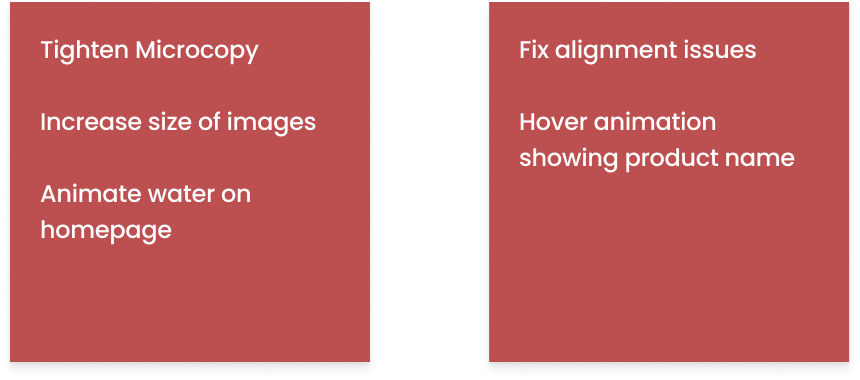 Tighten Microcopy
Increase size of images
Animate water on
homepage
Fix alignment issues
Hover animation
showing product name